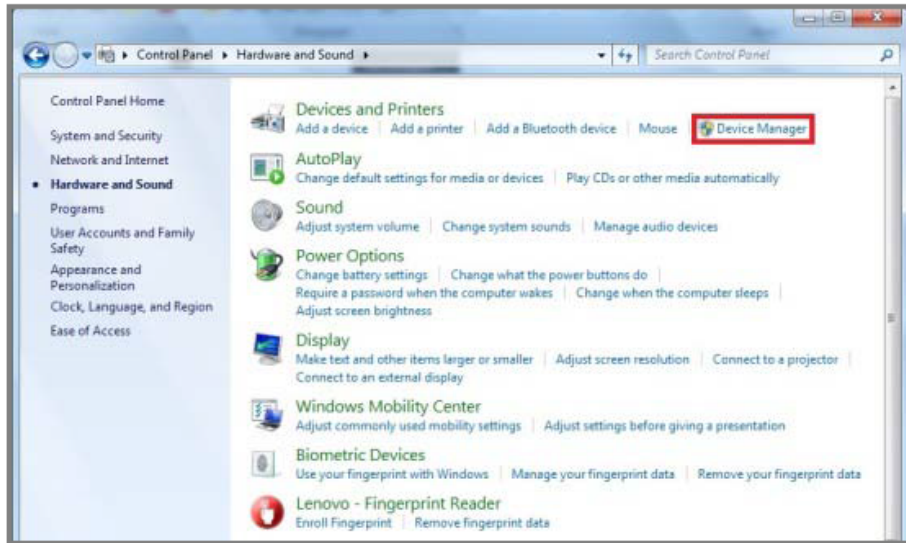 Control Panel Hardware and Sound Search Control Panel
Control Panel Home
System and Security
Network and Internet
Hardware and Sound
Programs
User Accounts and Family
Safety
Appearance and
Personalization
Clock, Language, and Region
Ease of Access
Devices and Printers
Add a device Add a printer Add a Bluetooth device Mouse Device Manager
AutoPlay
Change default settings for media or devices Play CDs or other media automatically
Sound
Adjust system volume Change system sounds Manage audio devices
Power Options
Change battery settings Change what the power buttons do
Require a password when the computer wakes Change when the computer sleeps
Adjust screen brightness
Display
Make text and other items larger or smaller Adjust screen resolution Connect to a projector
Connect to an external display
Windows Mobility Center
Adjust commonly used mobility settings Adjust settings before giving a presentation
Biometric Devices
Use your fingerprint with Windows Manage your fingerprint data Remove your fingerprint data
Lenovo - Fingerprint Reader
Enroll Fingerprint Remove fingerprint data